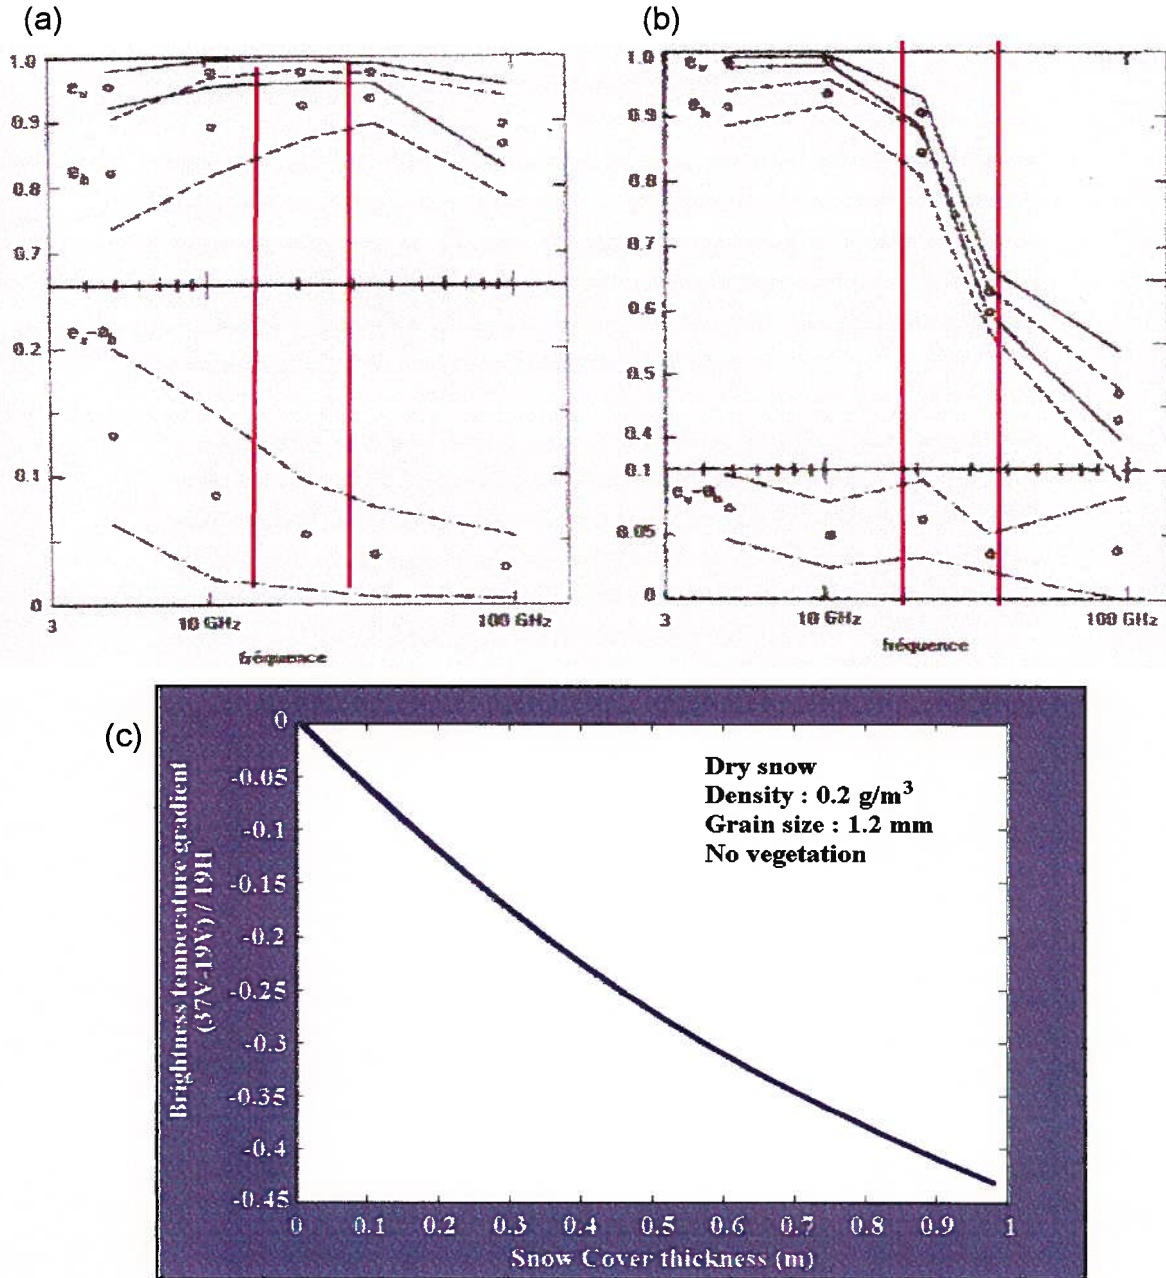 (a)
1.0
0.9
0.8
0.7
0.2
0.1
0
e_v
e_h
e_v-e_h
3
10 GHz
100 GHz
fréquence
(b)
1.0
0.9
0.8
0.7
0.6
0.5
0.4
0.1
0.05
0
e_v
e_h
e_v-e_h
3
10 GHz
100 GHz
fréquence
(c)
Brightness temperature gradient
(37V-19V) / 19H
0
-0.05
-0.1
-0.15
-0.2
-0.25
-0.3
-0.35
-0.4
-0.45
Dry snow
Density : 0.2 g/m³
Grain size : 1.2 mm
No vegetation
0 0.1 0.2 0.3 0.4 0.5 0.6 0.7 0.8 0.9 1
Snow Cover thickness (m)